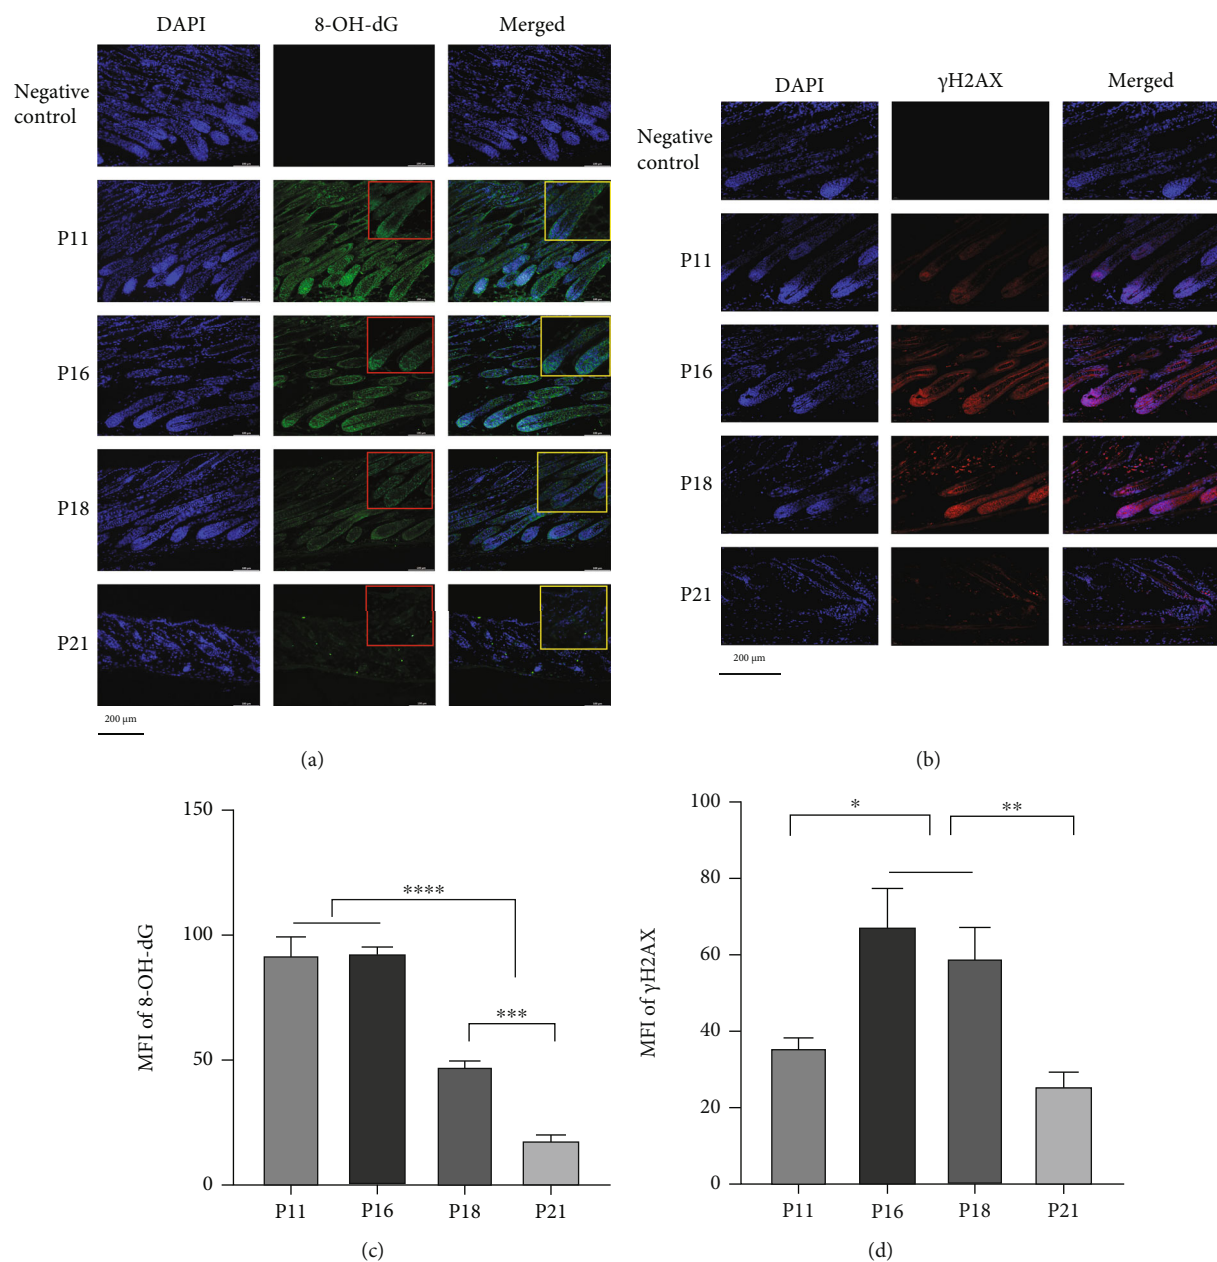 DAPI 8-OH-dG Merged
Negative
control
P11
P16
P18
P21
200 μm
(a)
DAPI γH2AX Merged
Negative
control
P11
P16
P18
P21
200 μm
(b)
MFI of 8-OH-dG
150
100
50
0
****
***
P11 P16 P18 P21
(c)
MFI of γH2AX
100
80
60
40
20
0
*
**
P11 P16 P18 P21
(d)